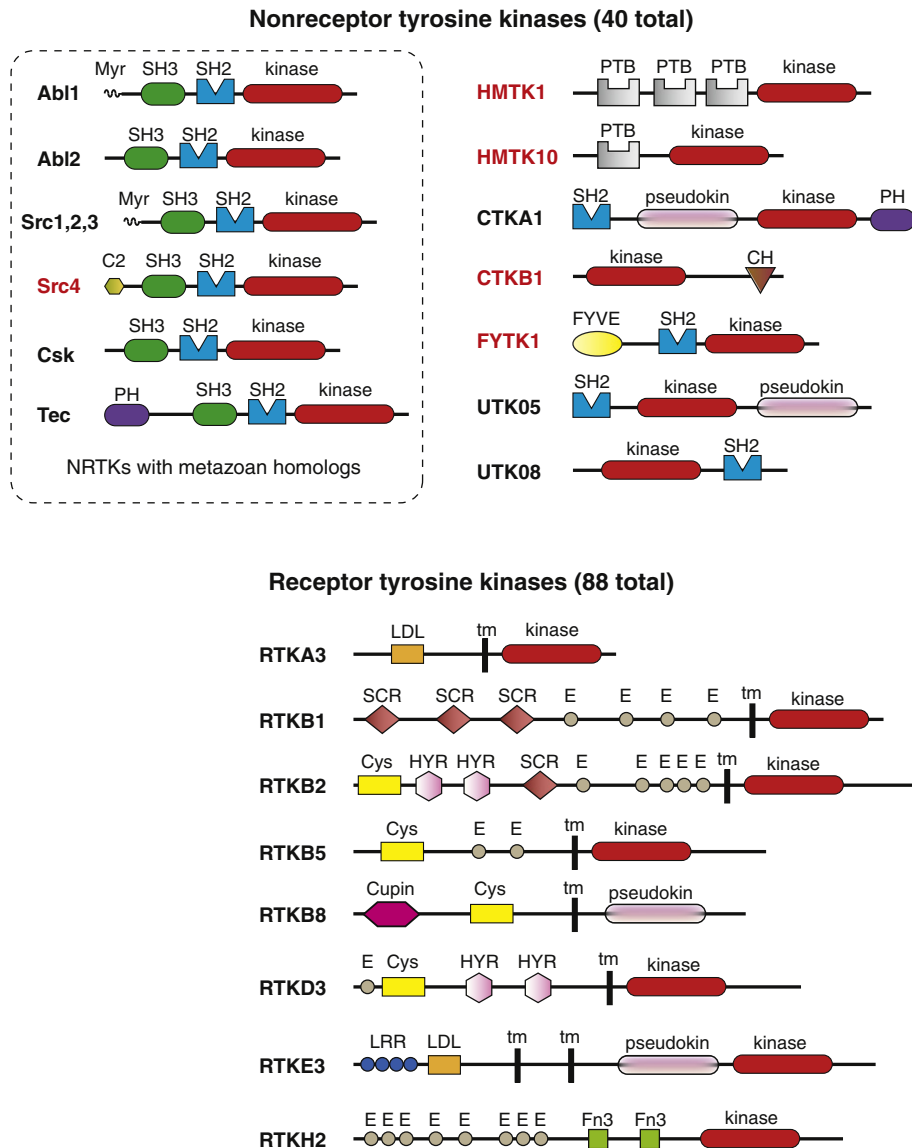 Nonreceptor tyrosine kinases (40 total)
Myr SH3 SH2 kinase
Abl1
SH3 SH2 kinase
Abl2
Myr SH3 SH2 kinase
Src1,2,3
C2 SH3 SH2 kinase
Src4
SH3 SH2 kinase
Csk
PH SH3 SH2 kinase
Tec
NRTKs with metazoan homologs
PTB PTB PTB kinase
HMTK1
PTB kinase
HMTK10
SH2 pseudokin kinase PH
CTKA1
kinase CH
CTKB1
FYVE SH2 kinase
FYTK1
SH2 kinase pseudokin
UTK05
kinase SH2
UTK08
Receptor tyrosine kinases (88 total)
LDL tm kinase
RTKA3
SCR SCR SCR E E E E tm kinase
RTKB1
Cys HYR HYR SCR E E E E E tm kinase
RTKB2
Cys E E tm kinase
RTKB5
Cupin Cys tm pseudokin
RTKB8
E Cys HYR HYR tm kinase
RTKD3
LRR LDL tm tm pseudokin kinase
RTKE3
E E E E E E E E Fn3 Fn3 kinase
RTKH2